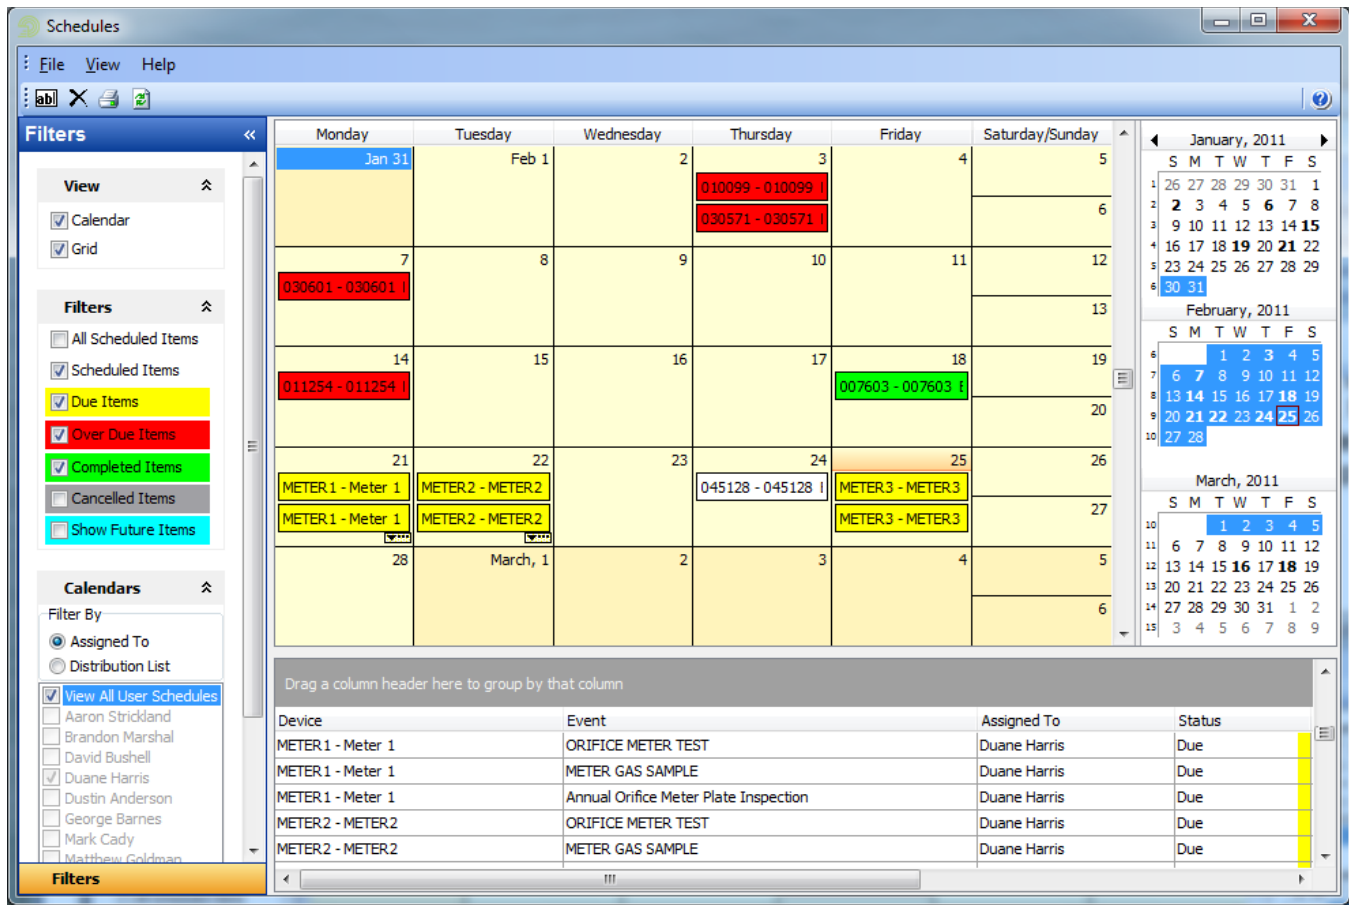 Schedules
File View Help
abl
Filters «
View
Calendar
Grid
Filters
All Scheduled Items
Scheduled Items
Due Items
Over Due Items
Completed Items
Cancelled Items
Show Future Items
Calendars
Filter By
Assigned To
Distribution List
View All User Schedules
Aaron Strickland
Brandon Marshal
David Bushell
Duane Harris
Dustin Anderson
George Barnes
Mark Cady
Matthew Goldman
Filters
Monday Tuesday Wednesday Thursday Friday Saturday/Sunday
Jan 31 Feb 1 2 3 4 5
010099 - 010099
030571 - 030571
6
7 8 9 10 11 12
030601 - 030601
13
14 15 16 17 18 19
011254 - 011254 007603 - 007603
20
21 22 23 24 25 26
METER1 - Meter 1 METER2 - METER2 045128 - 045128 METER3 - METER3
METER1 - Meter 1 METER2 - METER2 METER3 - METER3
27
28 March, 1 2 3 4 5
6
January, 2011
S M T W T F S
1 26 27 28 29 30 31 1
2 2 3 4 5 6 7 8
3 9 10 11 12 13 14 15
4 16 17 18 19 20 21 22
5 23 24 25 26 27 28 29
6 30 31
February, 2011
S M T W T F S
6 1 2 3 4 5
7 6 7 8 9 10 11 12
8 13 14 15 16 17 18 19
9 20 21 22 23 24 25 26
10 27 28
March, 2011
S M T W T F S
10 1 2 3 4 5
11 6 7 8 9 10 11 12
12 13 14 15 16 17 18 19
13 20 21 22 23 24 25 26
14 27 28 29 30 31 1 2
15 3 4 5 6 7 8 9
Drag a column header here to group by that column
Device Event Assigned To Status
METER1 - Meter 1 ORIFICE METER TEST Duane Harris Due
METER1 - Meter 1 METER GAS SAMPLE Duane Harris Due
METER1 - Meter 1 Annual Orifice Meter Plate Inspection Duane Harris Due
METER2 - METER2 ORIFICE METER TEST Duane Harris Due
METER2 - METER2 METER GAS SAMPLE Duane Harris Due